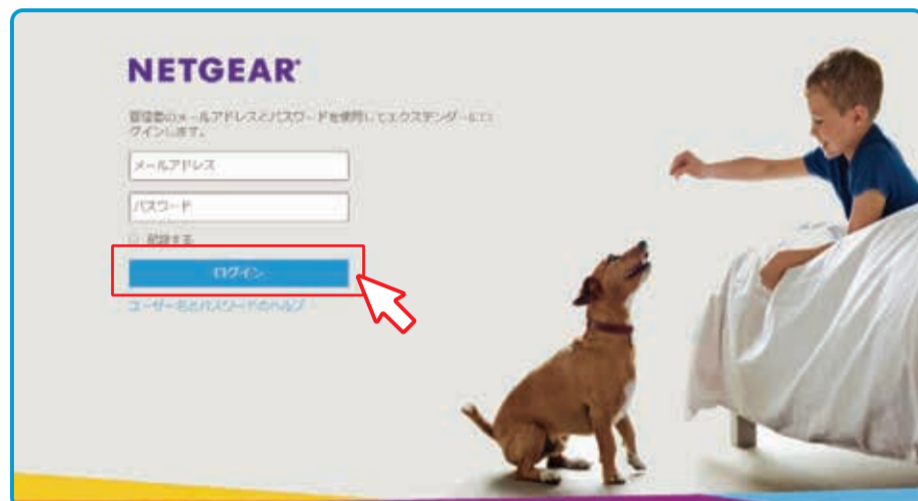 NETGEAR
管理者のメールアドレスとパスワードを使用してエクステンダーにロ
グインします。
メールアドレス
パスワード
記録する
ログイン
ユーザー名とパスワードのヘルプ